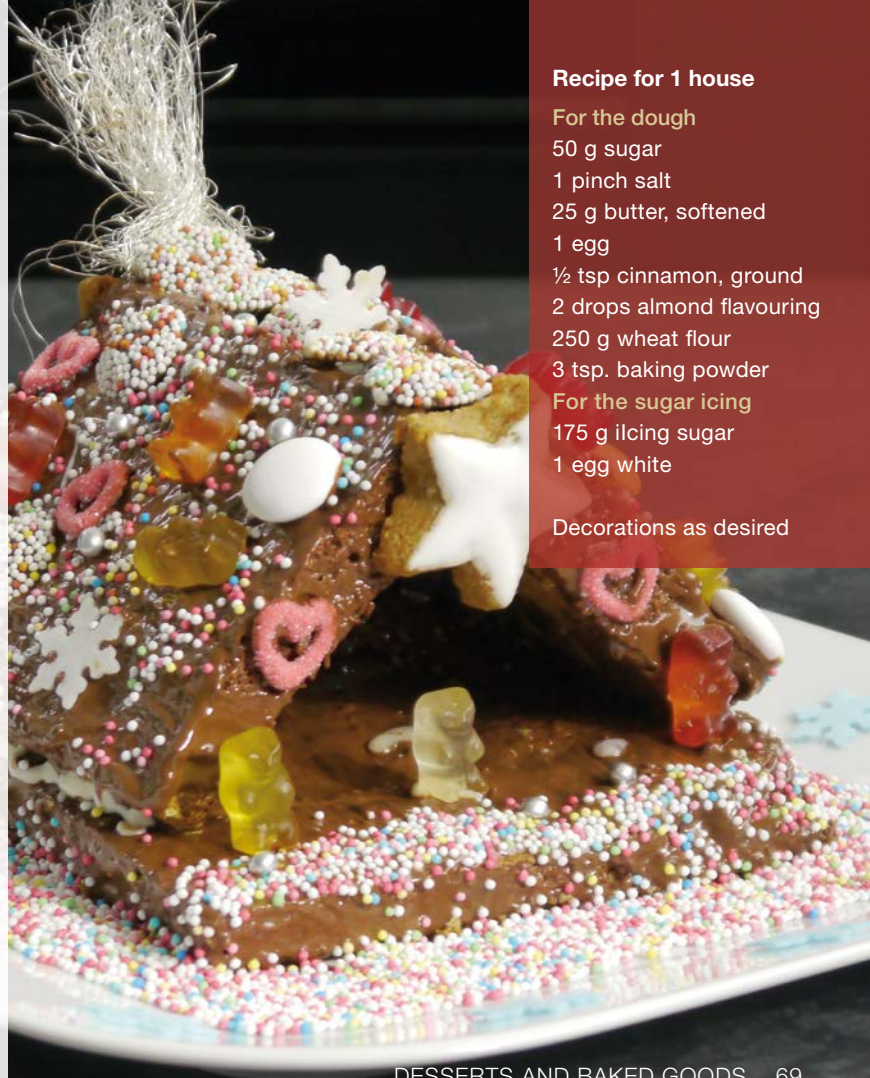 Recipe for 1 house
For the dough
50 g sugar
1 pinch salt
25 g butter, softened
1 egg
½ tsp cinnamon, ground
2 drops almond flavouring
250 g wheat flour
3 tsp. baking powder
For the sugar icing
175 g ilcing sugar
1 egg white
Decorations as desired
DESSERTS AND BAKED GOODS 69